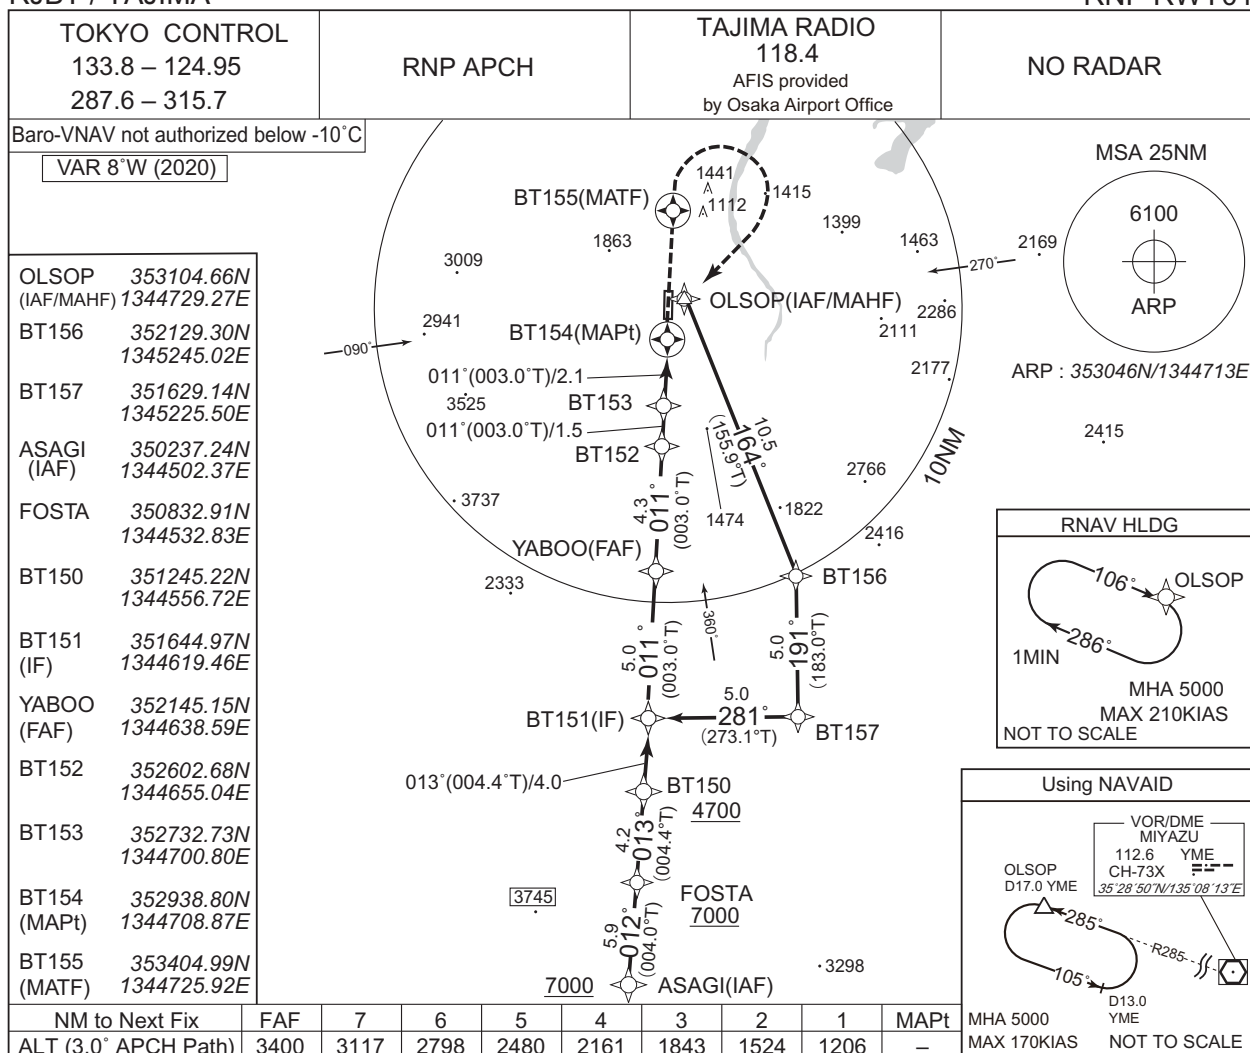 TOKYO CONTROL
133.8 – 124.95
287.6 – 315.7
RNP APCH
TAJIMA RADIO
118.4
AFIS provided
by Osaka Airport Office
NO RADAR
Baro-VNAV not authorized below -10˚C
VAR 8˚W (2020)
OLSOP 353104.66N
(IAF/MAHF) 1344729.27E
BT156 352129.30N
1345245.02E
BT157 351629.14N
1345225.50E
ASAGI 350237.24N
(IAF) 1344502.37E
FOSTA 350832.91N
1344532.83E
BT150 351245.22N
1344556.72E
BT151 351644.97N
(IF) 1344619.46E
YABOO 352145.15N
(FAF) 1344638.59E
BT152 352602.68N
1344655.04E
BT153 352732.73N
1344700.80E
BT154 352938.80N
(MAPt) 1344708.87E
BT155 353404.99N
(MATF) 1344725.92E
1441
BT155(MATF)
1112
1415
1399
1863
1463
2169
3009
270˚
OLSOP(IAF/MAHF)
2286
2941
BT154(MAPt)
2111
090˚
2177
011˚(003.0˚T)/2.1
3525
BT153
011˚(003.0˚T)/1.5
BT152
10.5
164˚
(155.9˚T)
10NM
2415
2766
3737
4.3
011˚
(003.0˚T)
1474
1822
2416
YABOO(FAF)
BT156
2333
360˚
5.0
011˚
(003.0˚T)
5.0
191˚
(183.0˚T)
5.0
281˚
(273.1˚T)
BT151(IF)
BT157
013˚(004.4˚T)/4.0
BT150
4700
4.2
013˚
(004.4˚T)
3745
FOSTA
7000
5.9
012˚
(004.0˚T)
3298
7000 ASAGI(IAF)
MSA 25NM
6100
ARP
ARP : 353046N/1344713E
RNAV HLDG
106˚
OLSOP
286˚
1MIN
MHA 5000
MAX 210KIAS
NOT TO SCALE
Using NAVAID
VOR/DME
MIYAZU
112.6 YME
CH-73X
35˚28´50˝N/135˚08´13˝E
OLSOP
D17.0 YME
285˚
R285
105˚
D13.0
YME
MHA 5000
MAX 170KIAS NOT TO SCALE
NM to Next Fix FAF 7 6 5 4 3 2 1 MAPt
ALT (3.0˚ APCH Path) 3400 3117 2798 2480 2161 1843 1524 1206 –